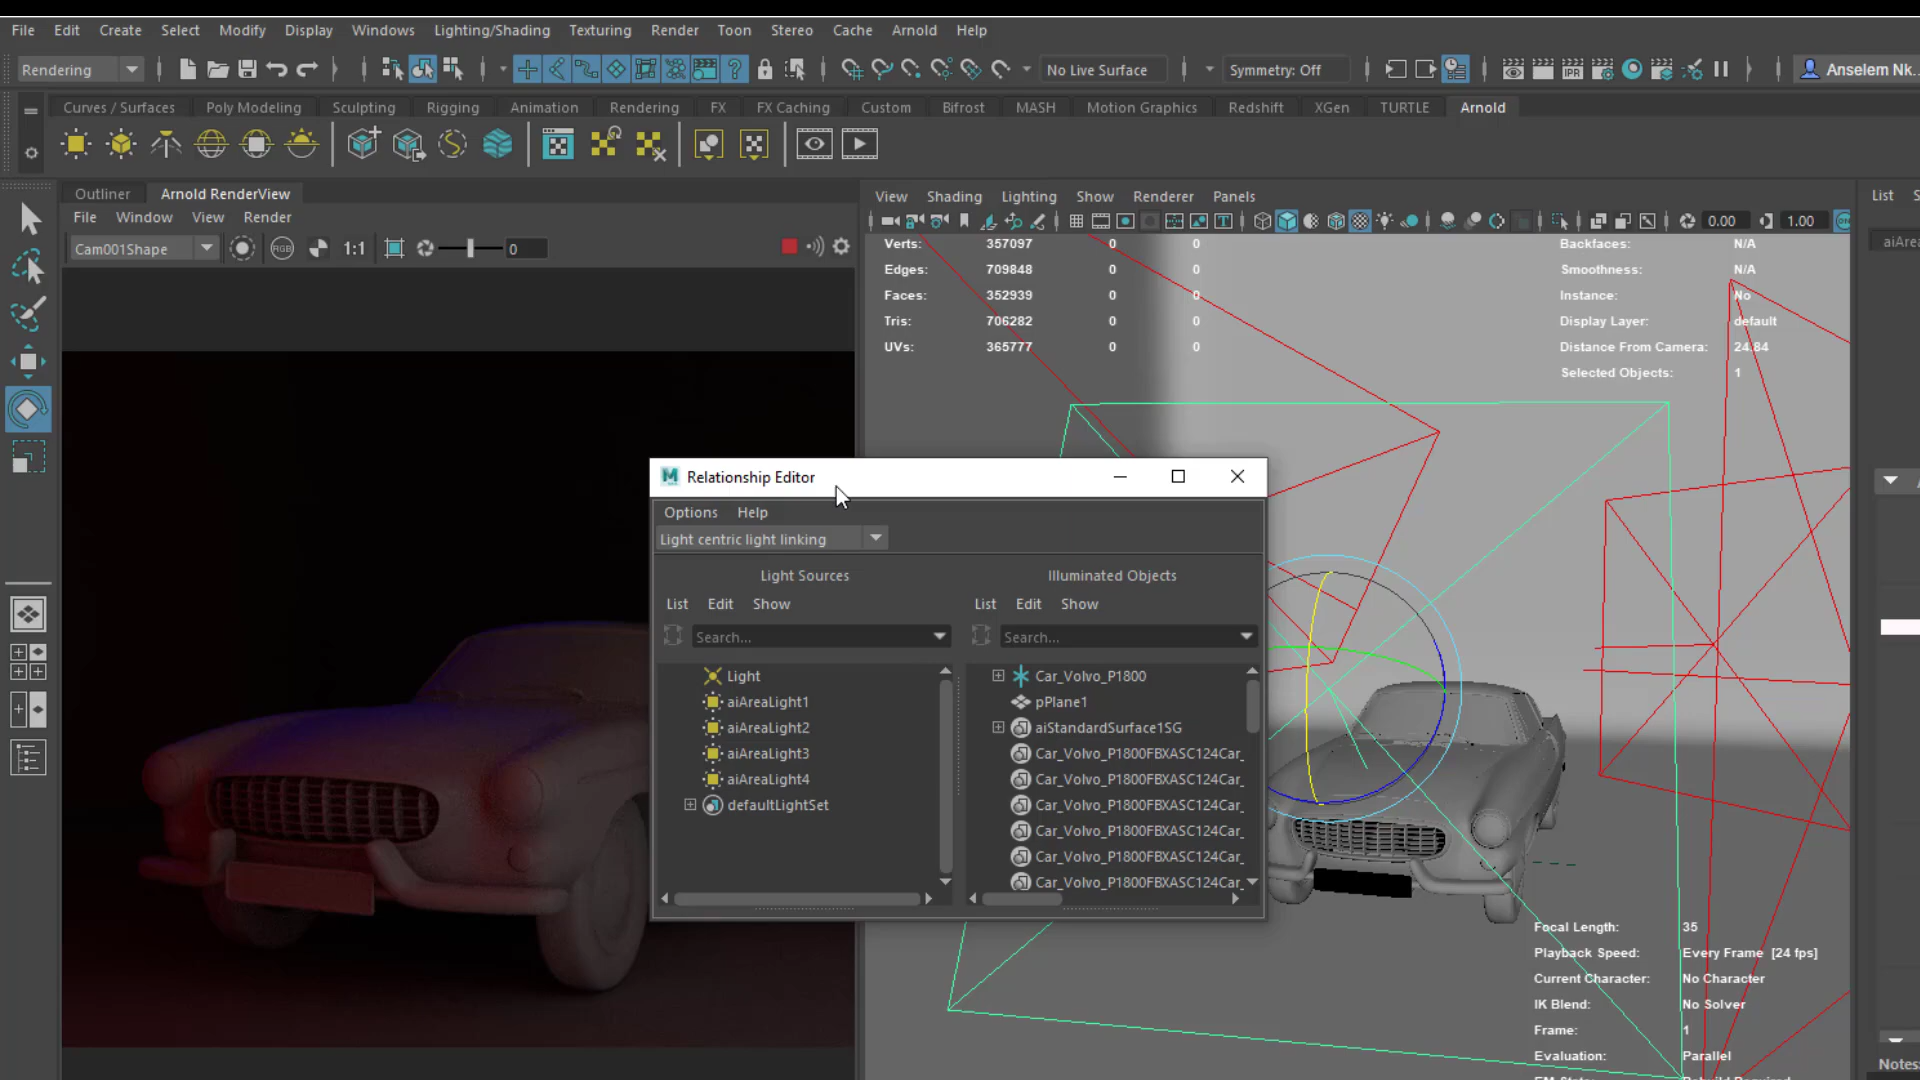 File Edit Create Select Modify Display Windows Lighting/Shading Texturing Render Toon Stereo Cache Arnold Help
Rendering No Live Surface Symmetry: Off Anselem Nk...
Curves / Surfaces Poly Modeling Sculpting Rigging Animation Rendering FX FX Caching Custom Bifrost MASH Motion Graphics Redshift XGen TURTLE Arnold
Outliner Arnold RenderView
File Window View Render
Cam001Shape RGB 1:1 0
View Shading Lighting Show Renderer Panels
0.00 1.00
Verts: 357097 0 0
Edges: 709848 0 0
Faces: 352939 0 0
Tris: 706282 0 0
UVs: 365777 0 0
Backfaces: N/A
Smoothness: N/A
Instance: No
Display Layer: default
Distance From Camera: 24.84
Selected Objects: 1
List
Relationship Editor
Options Help
Light centric light linking
Light Sources
List Edit Show
Search...
Light
aiAreaLight1
aiAreaLight2
aiAreaLight3
aiAreaLight4
defaultLightSet
Illuminated Objects
List Edit Show
Search...
Car_Volvo_P1800
pPlane1
aiStandardSurface1SG
Car_Volvo_P1800FBXASC124Car_
Car_Volvo_P1800FBXASC124Car_
Car_Volvo_P1800FBXASC124Car_
Car_Volvo_P1800FBXASC124Car_
Car_Volvo_P1800FBXASC124Car_
Car_Volvo_P1800FBXASC124Car_
Focal Length: 35
Playback Speed: Every Frame [24 fps]
Current Character: No Character
IK Blend: No Solver
Frame: 1
Evaluation: Parallel
Notes: